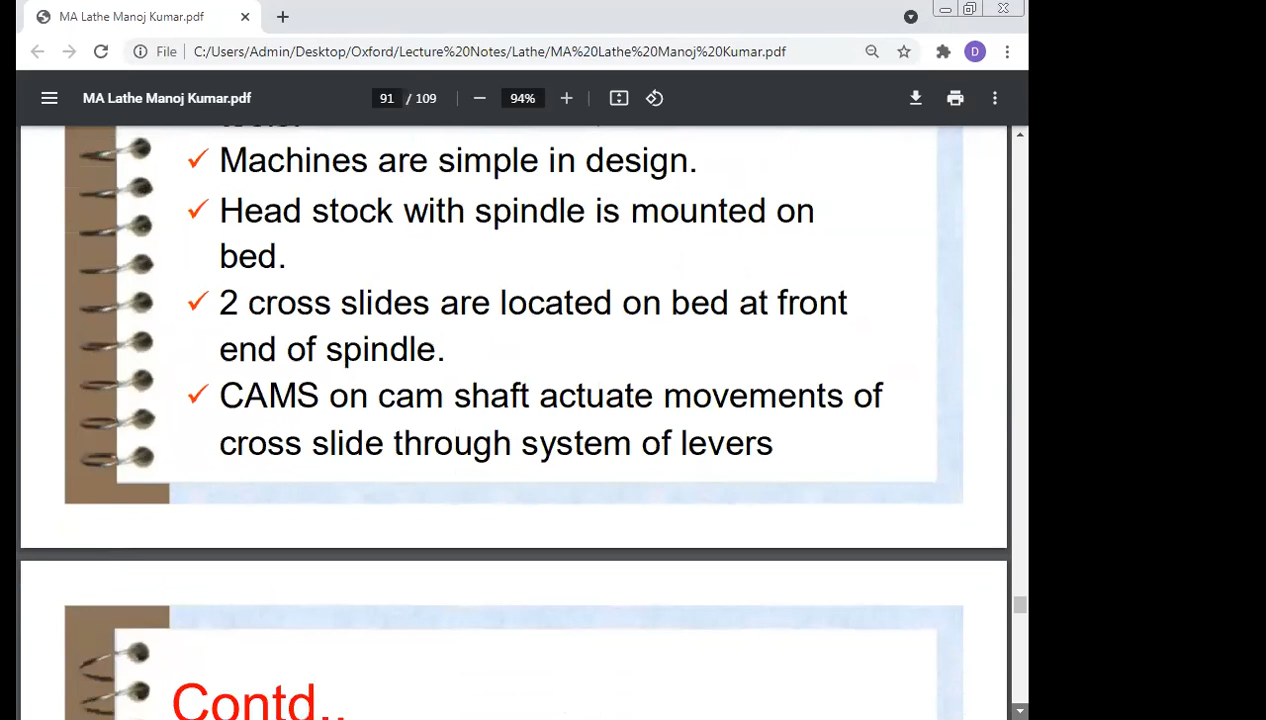 MA Lathe Manoj Kumar.pdf
File C:/Users/Admin/Desktop/Oxford/Lecture%20Notes/Lathe/MA%20Lathe%20Manoj%20Kumar.pdf
D
MA Lathe Manoj Kumar.pdf 91 / 109 94%
✓ Machines are simple in design.
✓ Head stock with spindle is mounted on
bed.
✓ 2 cross slides are located on bed at front
end of spindle.
✓ CAMS on cam shaft actuate movements of
cross slide through system of levers
Contd..